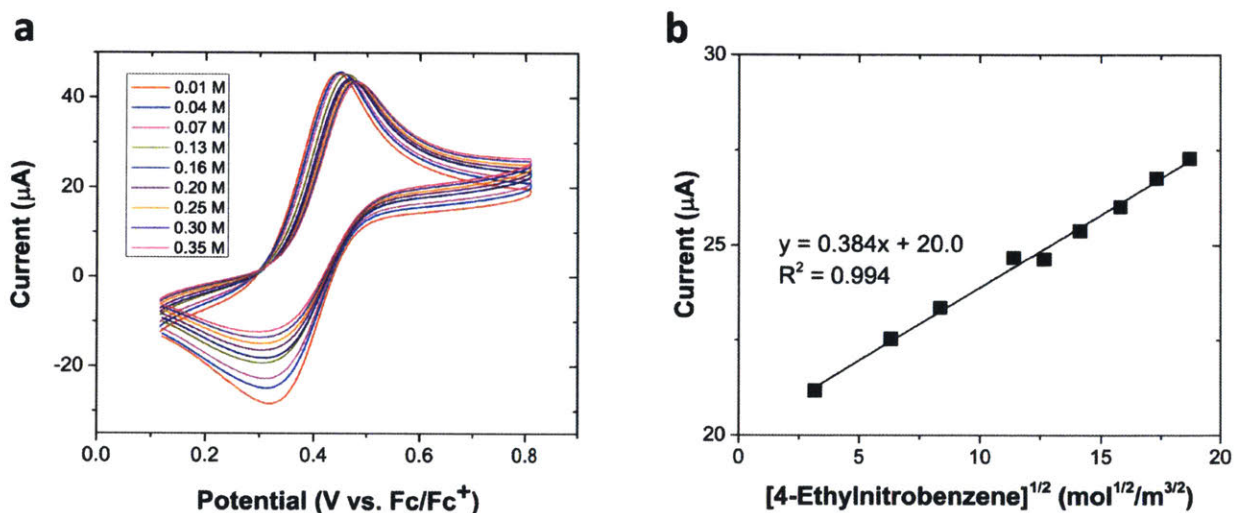 a
Current (μA)
40
20
0
-20
0.01 M
0.04 M
0.07 M
0.13 M
0.16 M
0.20 M
0.25 M
0.30 M
0.35 M
0.0
0.2
0.4
0.6
0.8
Potential (V vs. Fc/Fc⁺)
b
Current (μA)
30
25
20
y = 0.384x + 20.0
R² = 0.994
0
5
10
15
20
[4-Ethylnitrobenzene]^1/2 (mol^1/2/m^3/2)